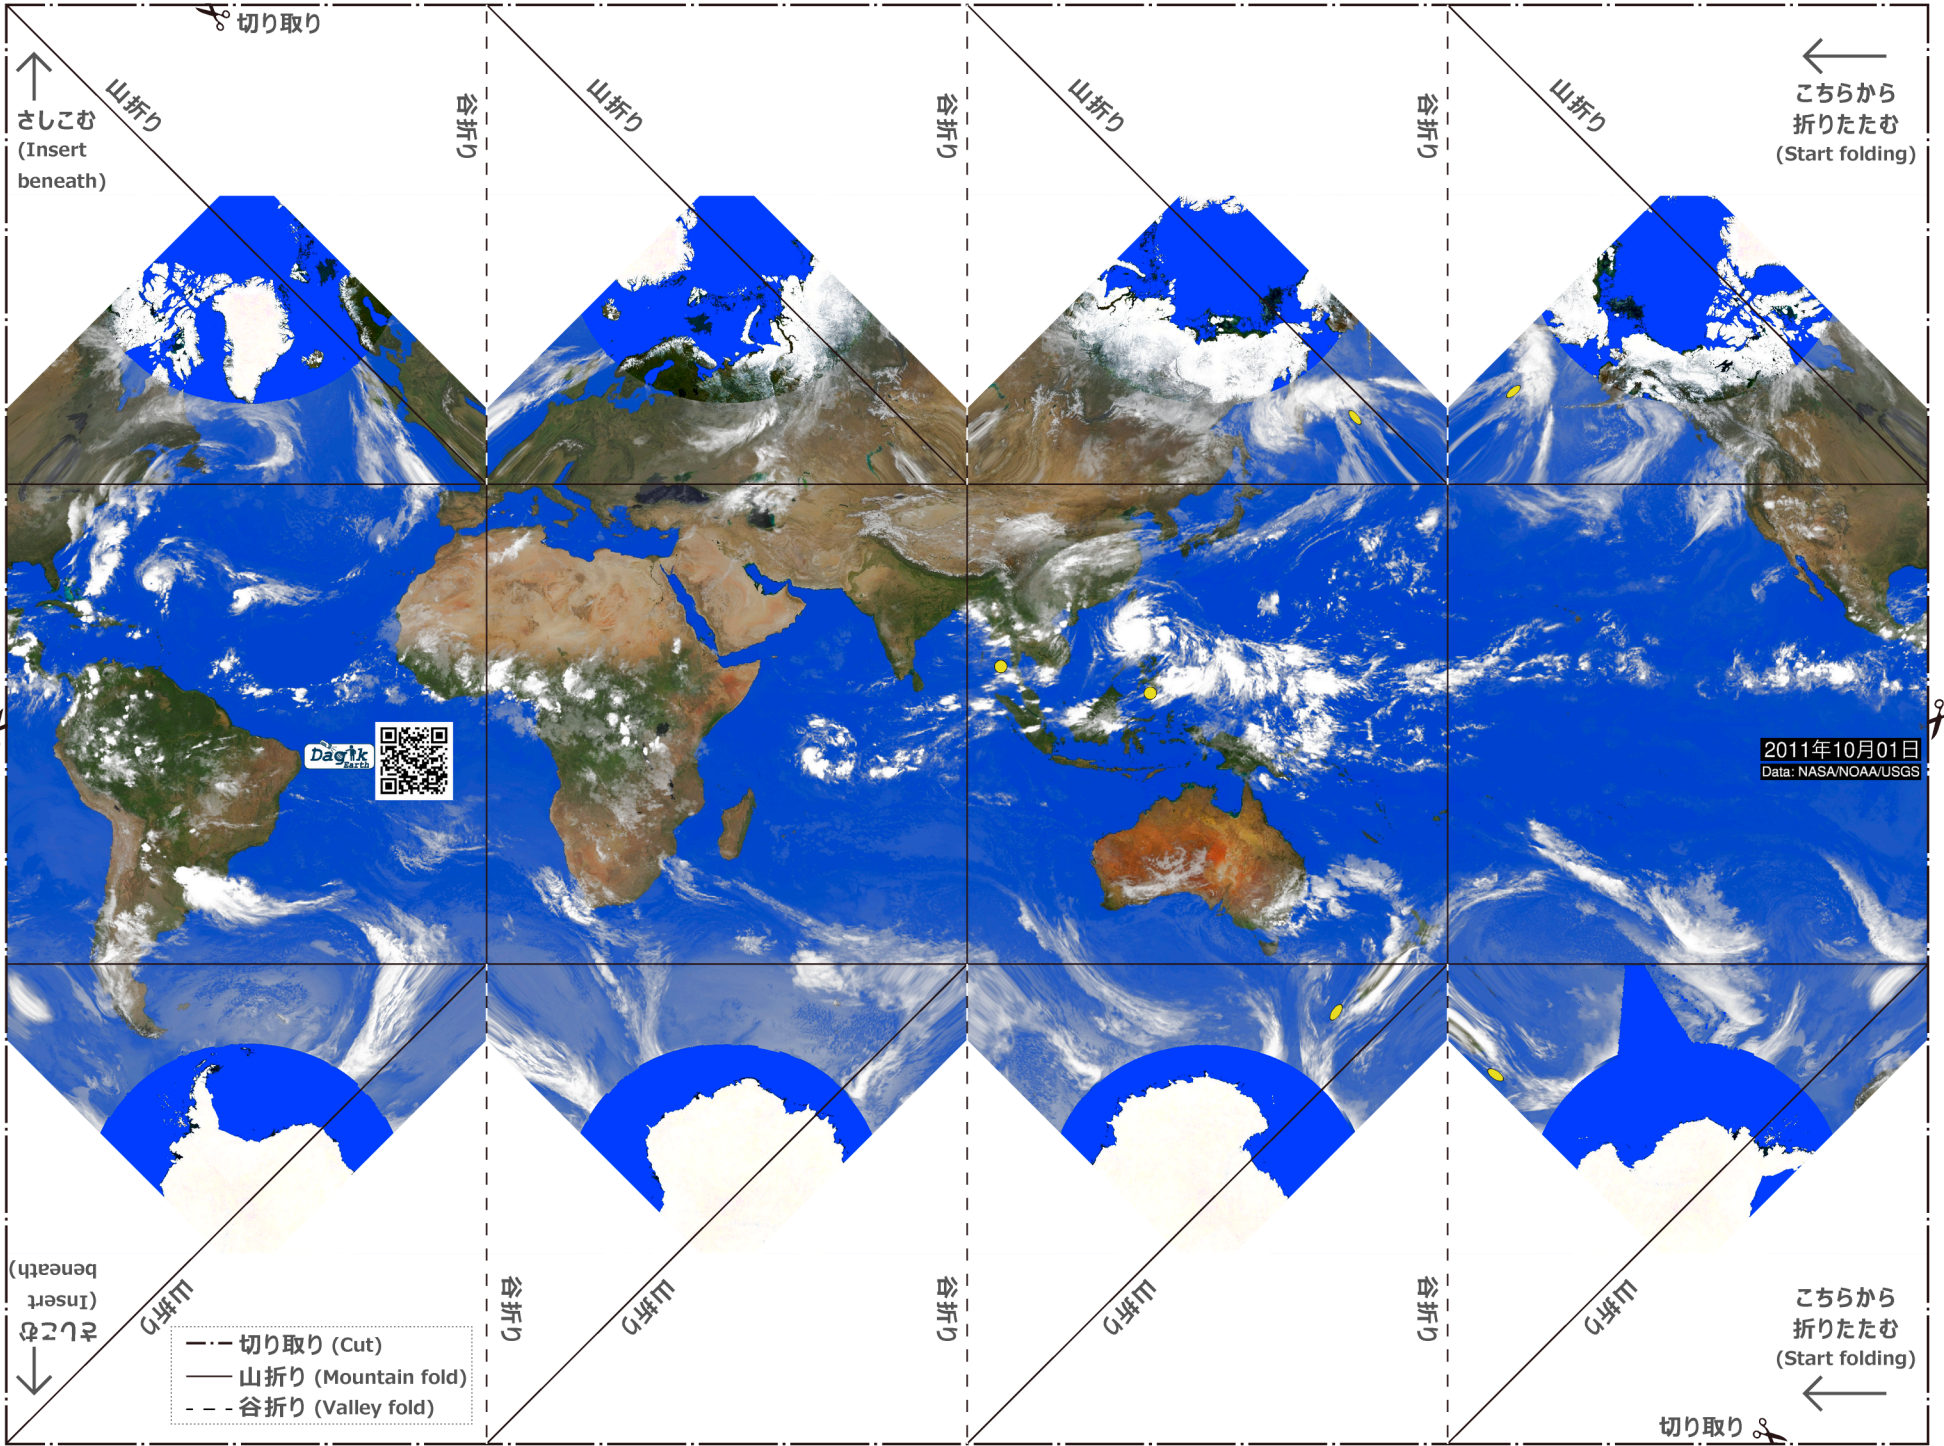 切り取り
山折り
谷折り
山折り
谷折り
山折り
谷折り
山折り
さしこむ
(Insert
beneath)
こちらから
折りたたむ
(Start folding)
Dagik
Earth
2011年10月01日
Data: NASA/NOAA/USGS
さしこむ
(Insert
beneath)
山折り
谷折り
山折り
谷折り
山折り
谷折り
山折り
こちらから
折りたたむ
(Start folding)
切り取り (Cut)
山折り (Mountain fold)
谷折り (Valley fold)
切り取り